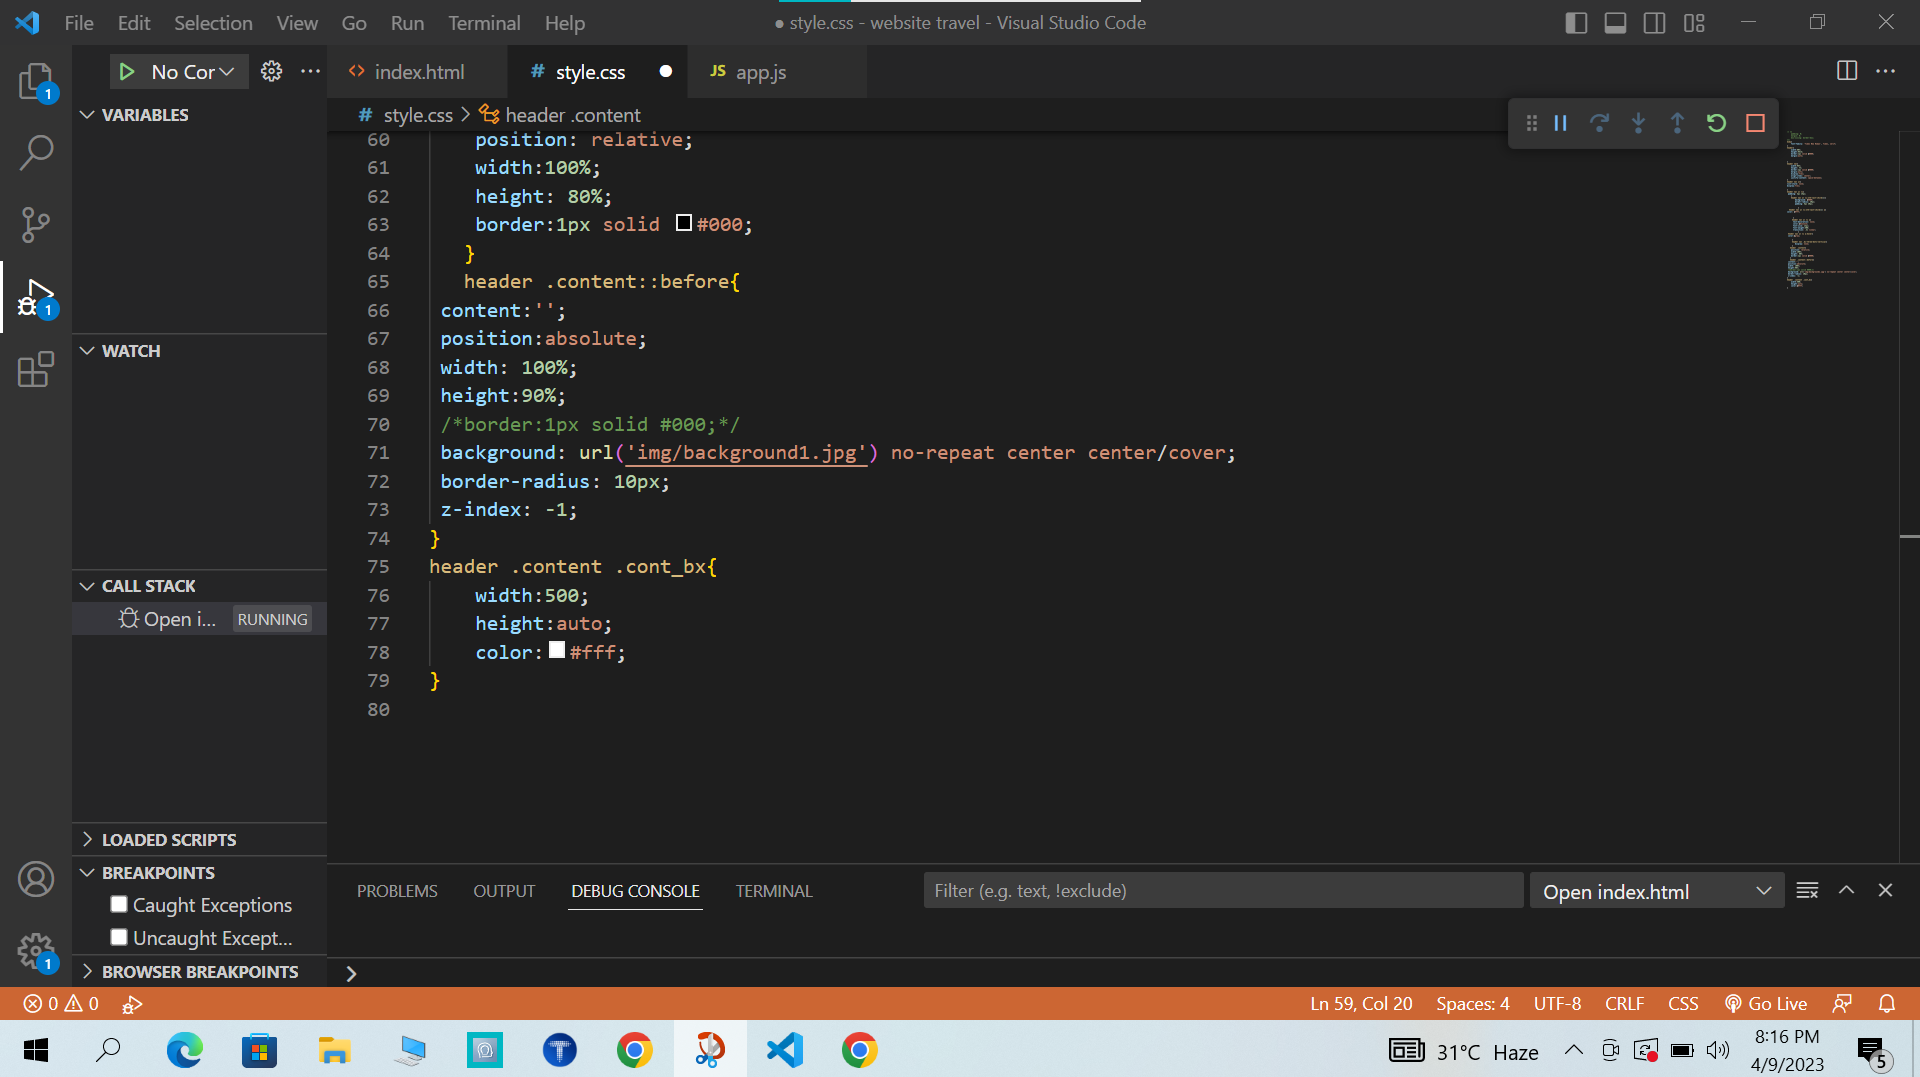 File Edit Selection View Go Run Terminal Help
● style.css - website travel - Visual Studio Code
No Cor
index.html
# style.css
JS app.js
# style.css > header .content
1
VARIABLES
WATCH
CALL STACK
Open i... RUNNING
LOADED SCRIPTS
BREAKPOINTS
Caught Exceptions
Uncaught Except...
BROWSER BREAKPOINTS
1
1
60 position: relative;
61 width:100%;
62 height: 80%;
63 border:1px solid #000;
64 }
65 header .content::before{
66 content:'';
67 position:absolute;
68 width: 100%;
69 height:90%;
70 /*border:1px solid #000;*/
71 background: url('img/background1.jpg') no-repeat center center/cover;
72 border-radius: 10px;
73 z-index: -1;
74 }
75 header .content .cont_bx{
76 width:500;
77 height:auto;
78 color: #fff;
79 }
80
PROBLEMS OUTPUT DEBUG CONSOLE TERMINAL
Filter (e.g. text, !exclude)
Open index.html
0 0
Ln 59, Col 20 Spaces: 4 UTF-8 CRLF CSS Go Live
31°C Haze
8:16 PM
4/9/2023
5